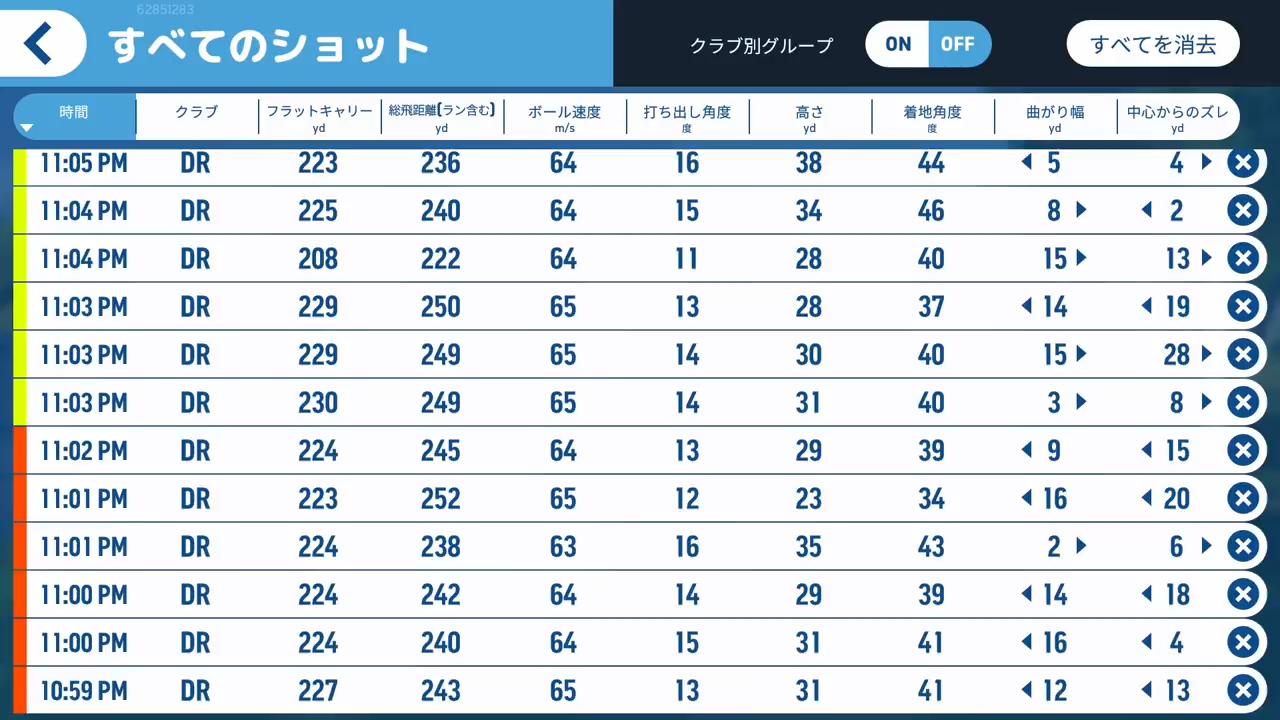 62851283
すべてのショット
クラブ別グループ ON OFF すべてを消去
時間 クラブ フラットキャリー 総飛距離(ラン含む) ボール速度 打ち出し角度 高さ 着地角度 曲がり幅 中心からのズレ
yd yd m/s 度 yd 度 yd yd
11:05 PM DR 223 236 64 16 38 44 ◀ 5 4 ▶
11:04 PM DR 225 240 64 15 34 46 8 ▶ ◀ 2
11:04 PM DR 208 222 64 11 28 40 15 ▶ 13 ▶
11:03 PM DR 229 250 65 13 28 37 ◀ 14 ◀ 19
11:03 PM DR 229 249 65 14 30 40 15 ▶ 28 ▶
11:03 PM DR 230 249 65 14 31 40 3 ▶ 8 ▶
11:02 PM DR 224 245 64 13 29 39 ◀ 9 ◀ 15
11:01 PM DR 223 252 65 12 23 34 ◀ 16 ◀ 20
11:01 PM DR 224 238 63 16 35 43 2 ▶ 6 ▶
11:00 PM DR 224 242 64 14 29 39 ◀ 14 ◀ 18
11:00 PM DR 224 240 64 15 31 41 ◀ 16 ◀ 4
10:59 PM DR 227 243 65 13 31 41 ◀ 12 ◀ 13